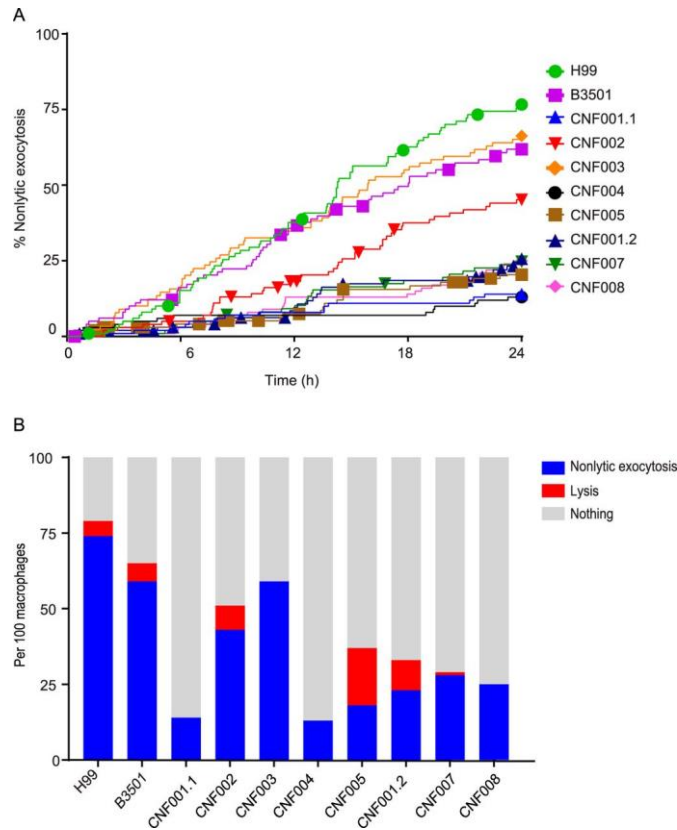 A
100
75
50
25
0
% Nonlytic exocytosis
0 6 12 18 24
Time (h)
H99
B3501
CNF001.1
CNF002
CNF003
CNF004
CNF005
CNF001.2
CNF007
CNF008
B
100
75
50
25
0
Per 100 macrophages
H99 B3501 CNF001.1 CNF002 CNF003 CNF004 CNF005 CNF001.2 CNF007 CNF008
Nonlytic exocytosis
Lysis
Nothing